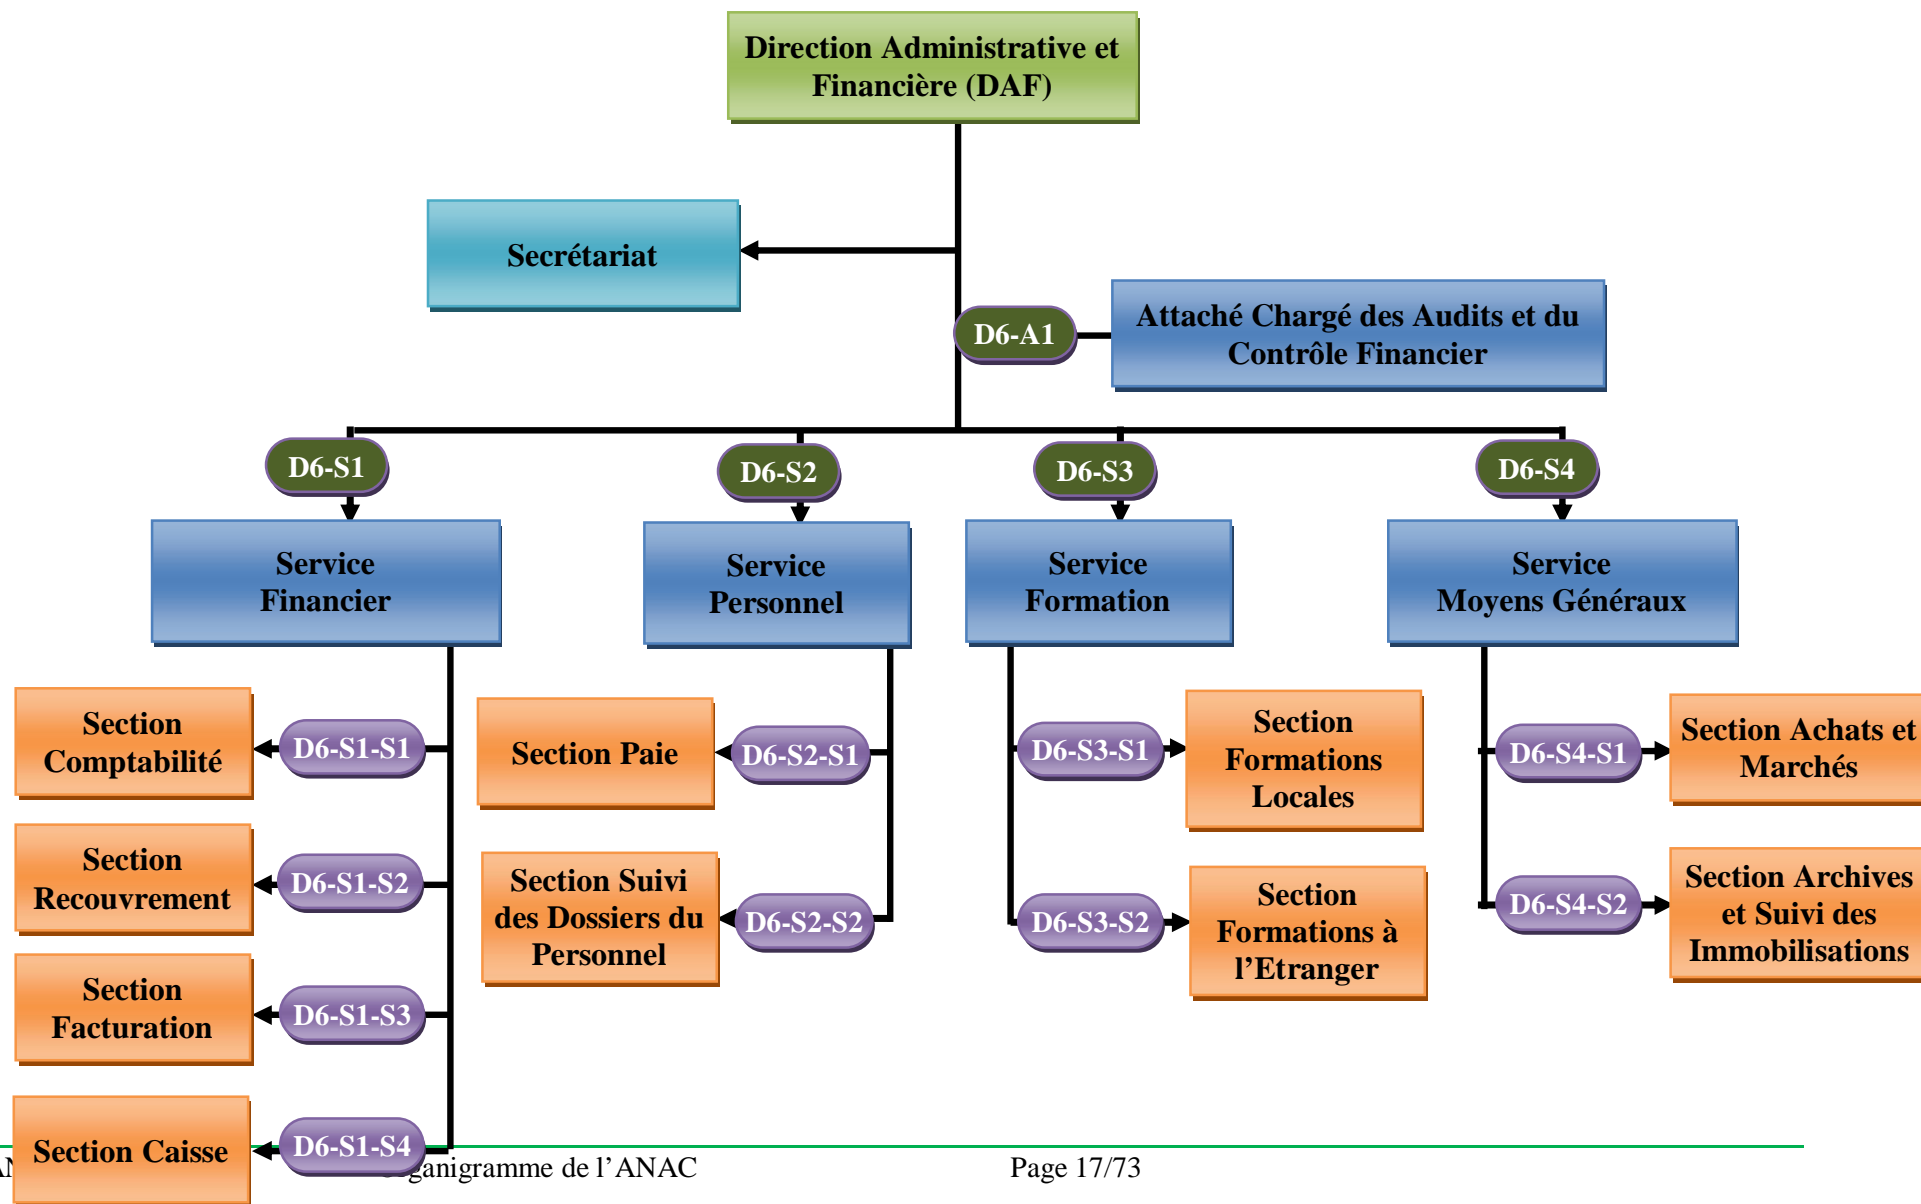 Direction Administrative et
Financière (DAF)
Secrétariat
D6-A1
Attaché Chargé des Audits et du
Contrôle Financier
D6-S1
D6-S2
D6-S3
D6-S4
Service
Financier
Service
Personnel
Service
Formation
Service
Moyens Généraux
Section
Comptabilité
D6-S1-S1
Section
Recouvrement
D6-S1-S2
Section
Facturation
D6-S1-S3
Section Caisse
D6-S1-S4
Section Paie
D6-S2-S1
Section Suivi
des Dossiers du
Personnel
D6-S2-S2
D6-S3-S1
Section
Formations
Locales
D6-S3-S2
Section
Formations à
l’Etranger
D6-S4-S1
Section Achats et
Marchés
D6-S4-S2
Section Archives
et Suivi des
Immobilisations
de l’ANAC
Page 17/73